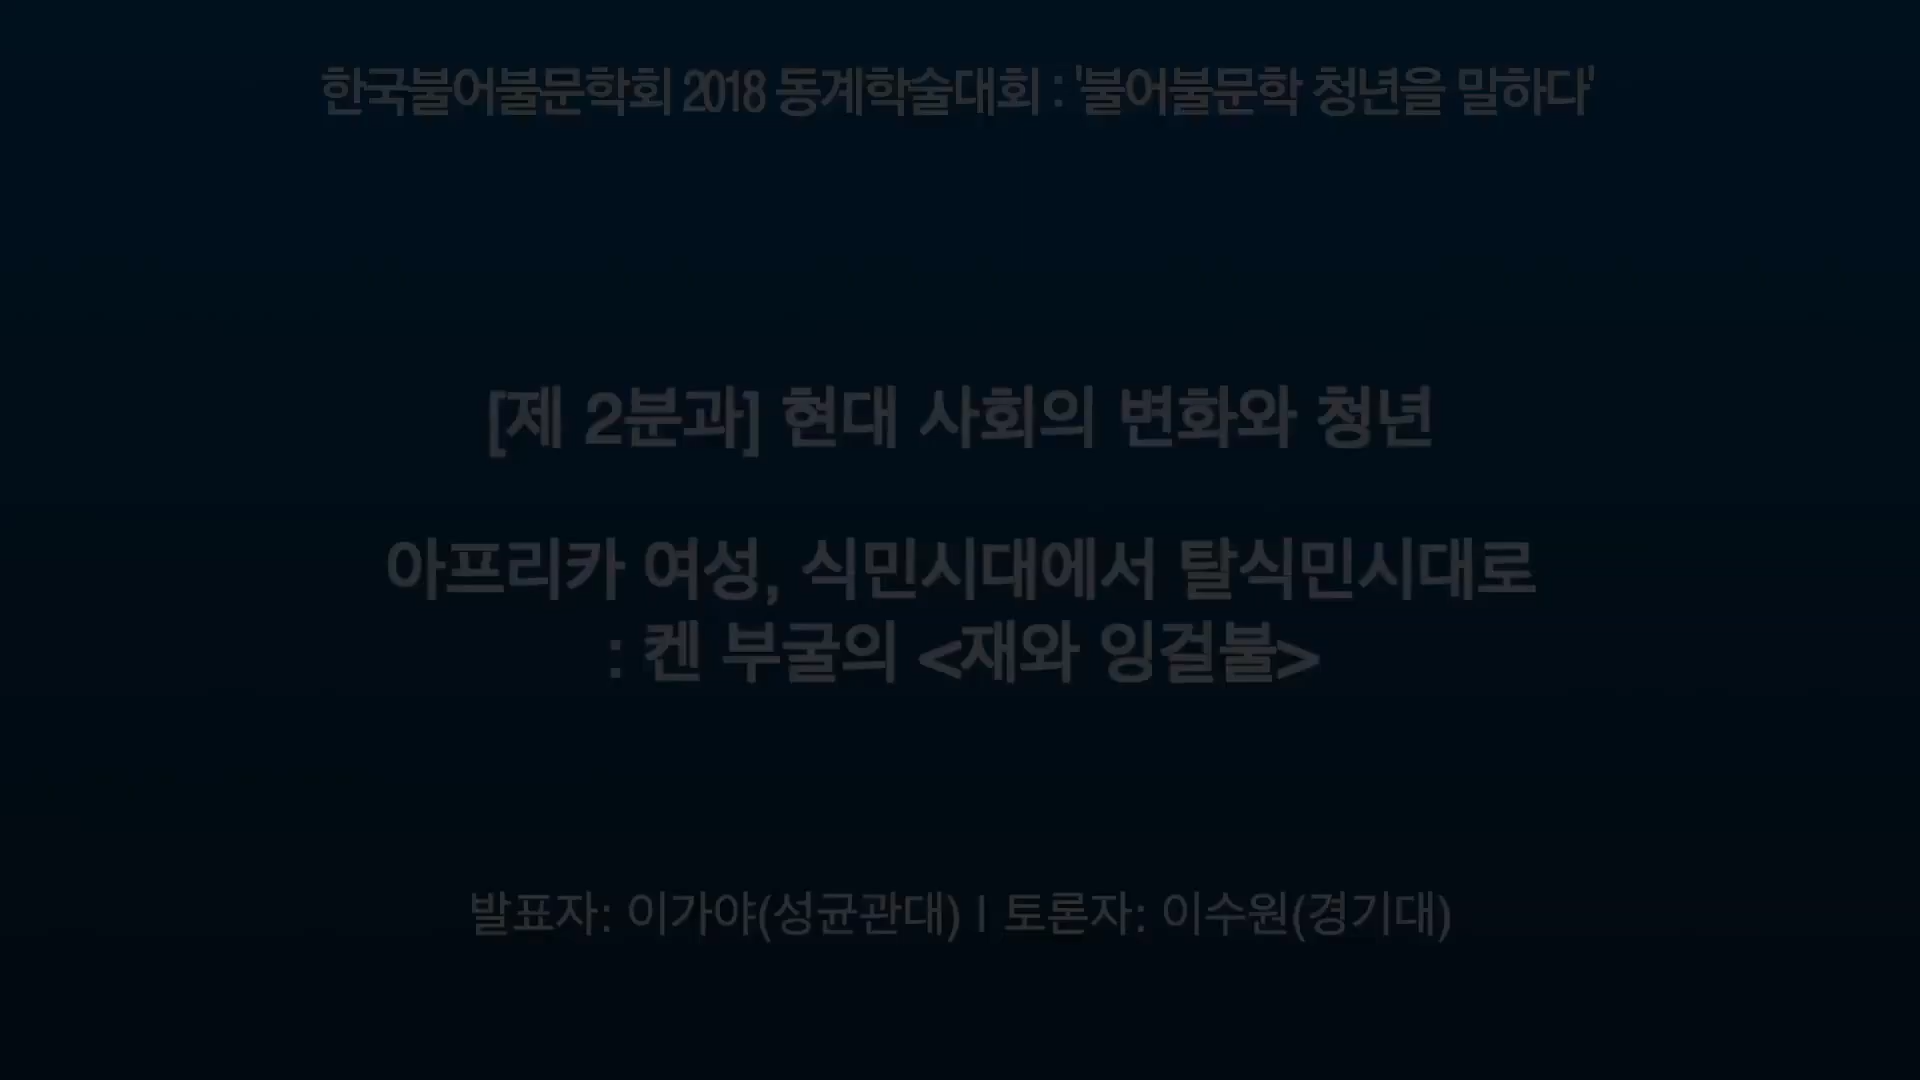 한국불어불문학회 2018 동계학술대회 : '불어불문학 청년을 말하다'
[제 2분과] 현대 사회의 변화와 청년
아프리카 여성, 식민시대에서 탈식민시대로
: 켄 부굴의 <재와 잉걸불>
발표자: 이가야(성균관대) I 토론자: 이수원(경기대)